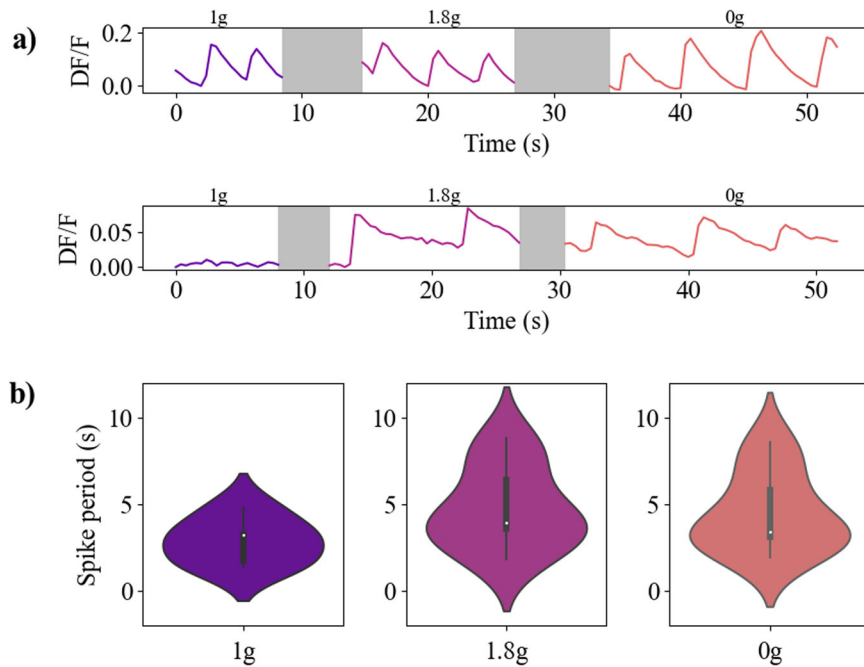 a)
1g 1.8g 0g
DF/F
0.2
0.0
0 10 20 30 40 50
Time (s)
1g 1.8g 0g
DF/F
0.05
0.00
0 10 20 30 40 50
Time (s)
b)
Spike period (s)
10 10 10
5 5 5
0 0 0
1g 1.8g 0g